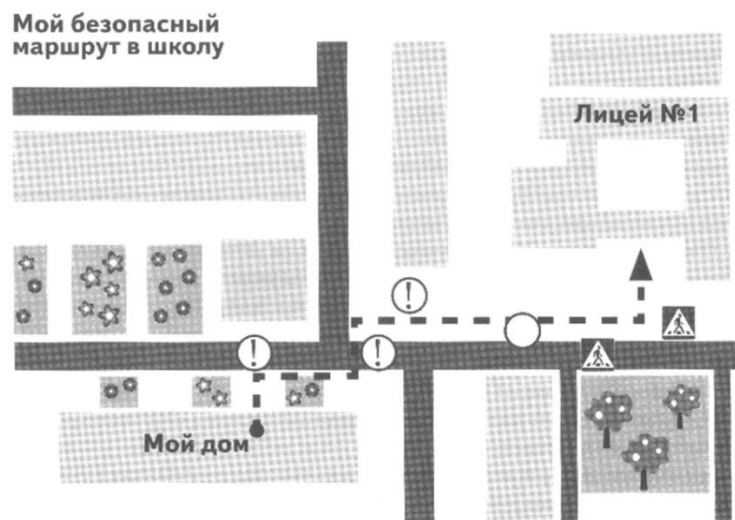 Мой безопасный
маршрут в школу
Лицей №1
!
!
!
Мой дом